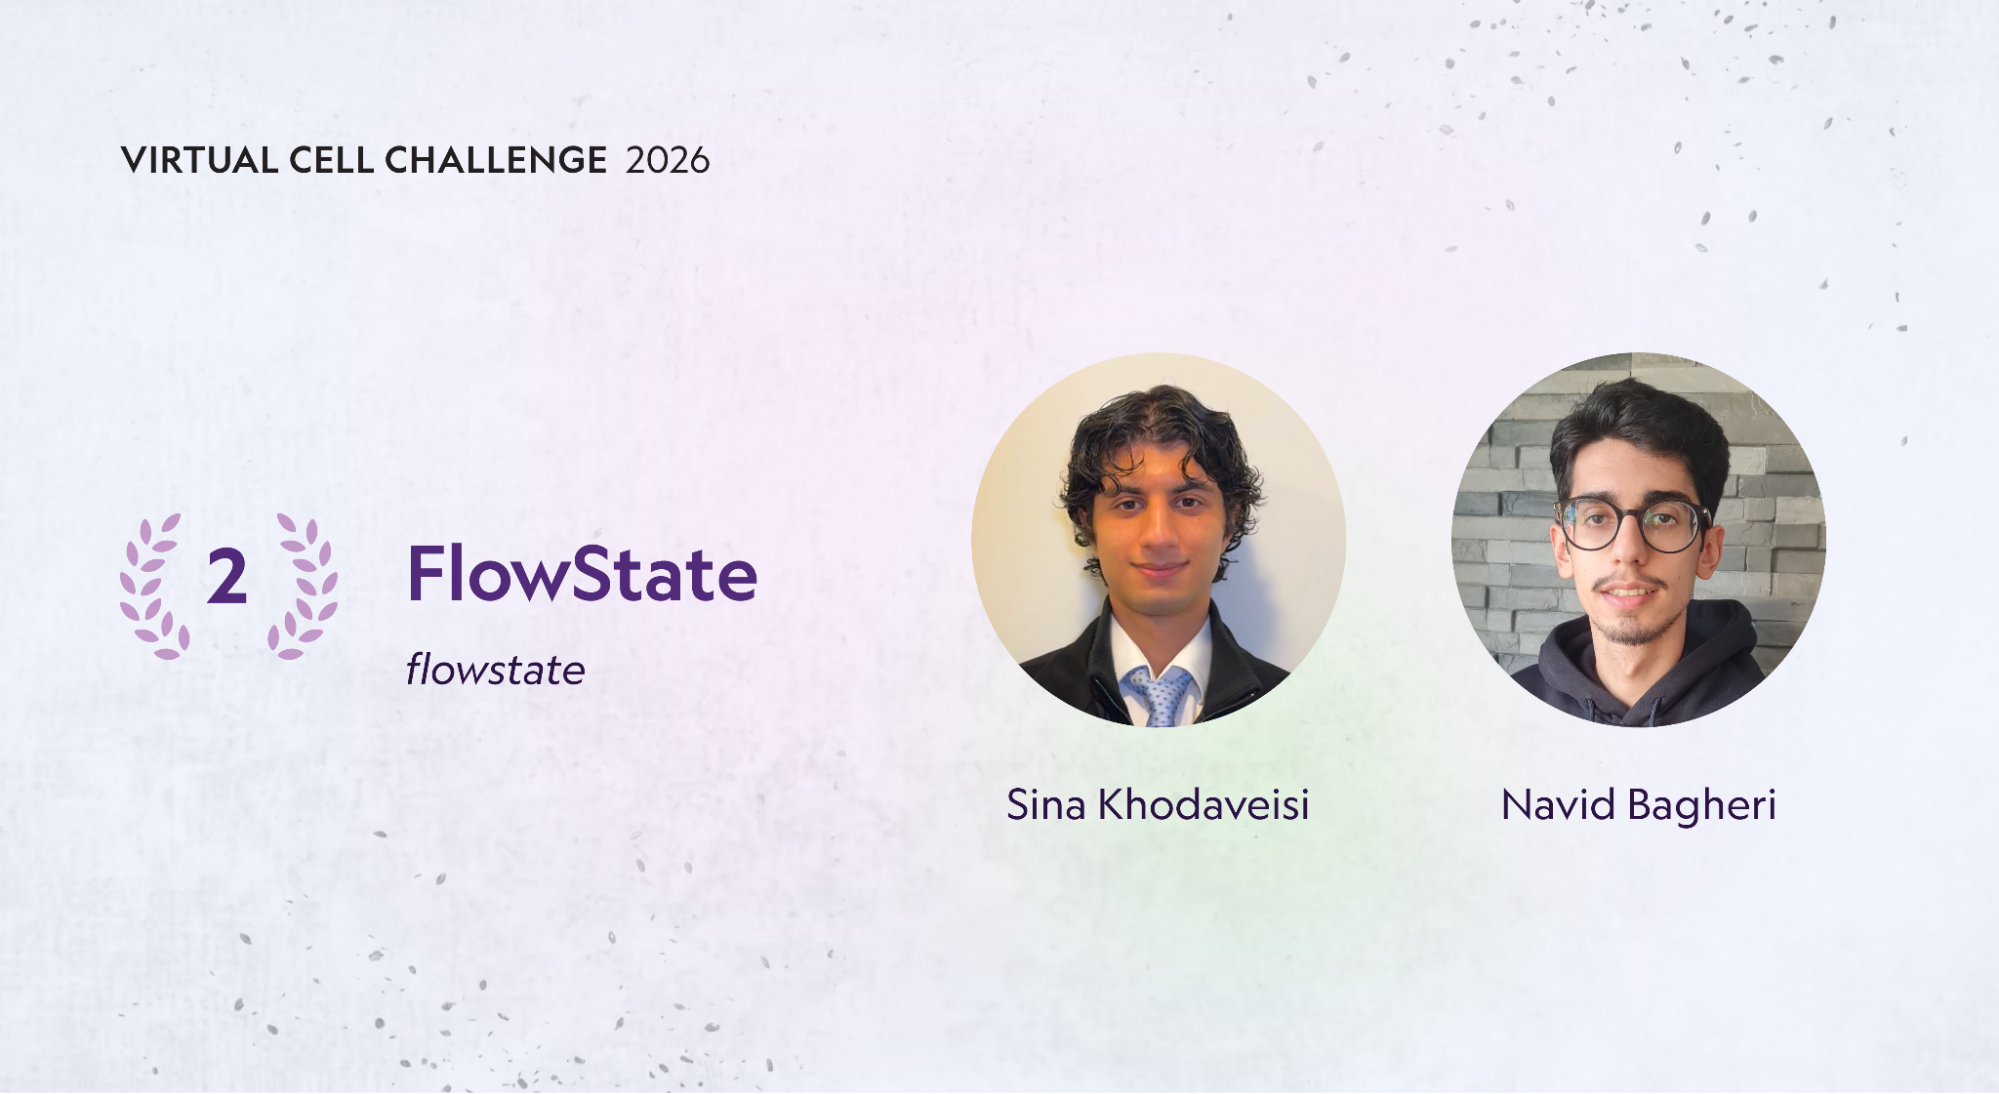 VIRTUAL CELL CHALLENGE 2026
2
FlowState
flowstate
Sina Khodaveisi
Navid Bagheri